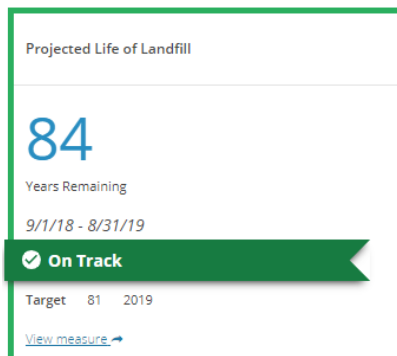 Projected Life of Landfill
84
Years Remaining
9/1/18 - 8/31/19
On Track
Target 81 2019
View measure